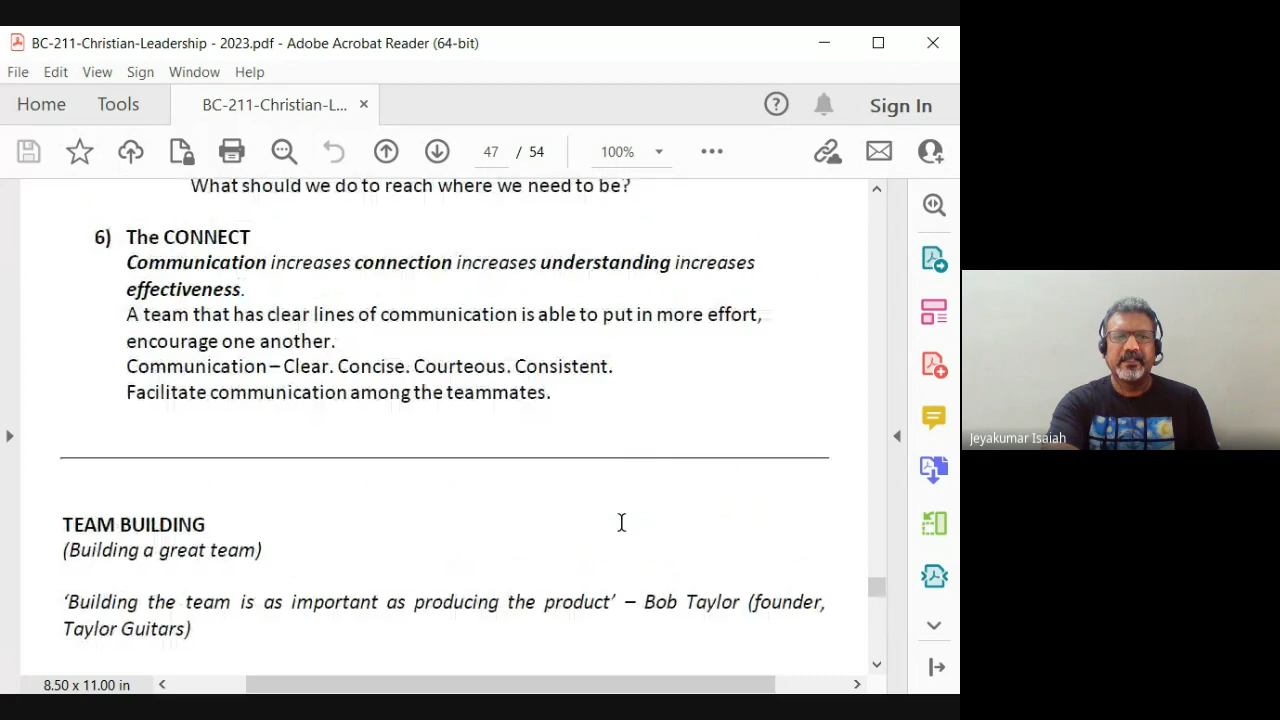 BC-211-Christian-Leadership - 2023.pdf - Adobe Acrobat Reader (64-bit)
File Edit View Sign Window Help
Home Tools BC-211-Christian-L... × Sign In
47 / 54 100%
What should we do to reach where we need to be?
6) The CONNECT
Communication increases connection increases understanding increases
effectiveness.
A team that has clear lines of communication is able to put in more effort,
encourage one another.
Communication – Clear. Concise. Courteous. Consistent.
Facilitate communication among the teammates.
TEAM BUILDING
(Building a great team)
‘Building the team is as important as producing the product’ – Bob Taylor (founder,
Taylor Guitars)
8.50 x 11.00 in
Jeyakumar Isaiah